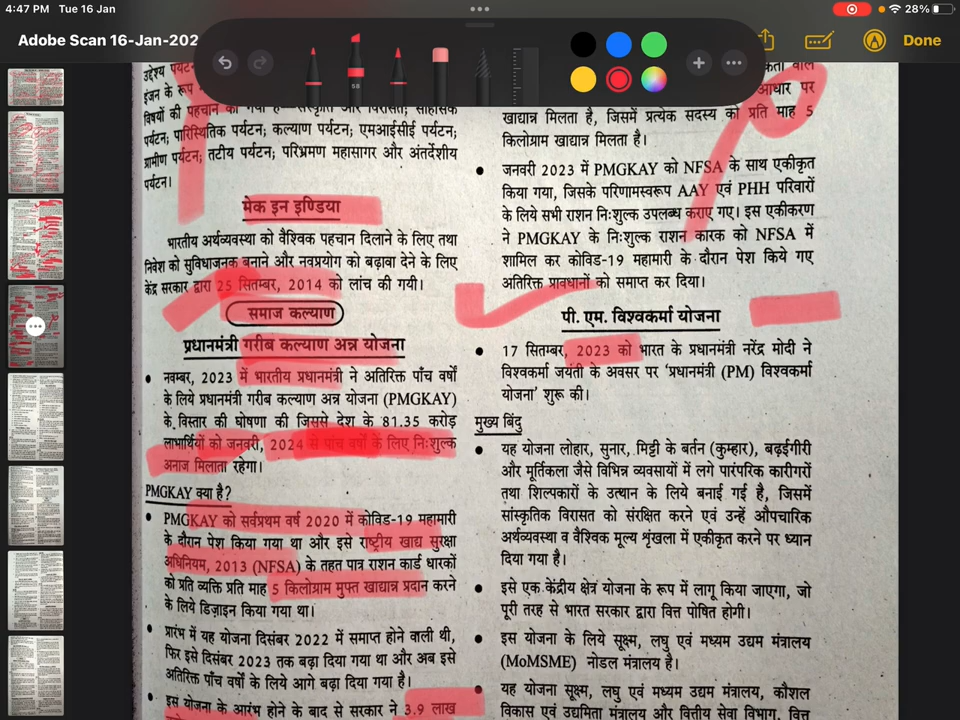 4:47 PM Tue 16 Jan
28%
Adobe Scan 16-Jan-202
Done
58
उद्देश्य
इंजन के रूप
विषयों की पहचान
पर्यटन; पारिस्थितिक पर्यटन; कल्याण पर्यटन; एमआईसीई पर्यटन;
ग्रामीण पर्यटन; तटीय पर्यटन; परिभ्रमण महासागर और अंतर्देशीय
पर्यटन।
मेक इन इण्डिया
भारतीय अर्थव्यवस्था को वैश्विक पहचान दिलाने के लिए तथा
निवेश को सुविधाजनक बनाने और नवप्रयोग को बढ़ावा देने के लिए
केंद्र सरकार द्वारा 25 सितम्बर, 2014 को लांच की गयी।
समाज कल्याण
प्रधानमंत्री गरीब कल्याण अन्न योजना
• नवम्बर, 2023 में भारतीय प्रधानमंत्री ने अतिरिक्त पाँच वर्षों
के लिये प्रधानमंत्री गरीब कल्याण अन्न योजना (PMGKAY)
के विस्तार की घोषणा की जिससे देश के 81.35 करोड़
लाभार्थियों को जनवरी, 2024 से पांच वर्षों के लिए निःशुल्क
अनाज मिलाता रहेगा।
PMGKAY क्या है?
• PMGKAY को सर्वप्रथम वर्ष 2020 में कोविड-19 महामारी
के दौरान पेश किया गया था और इसे राष्ट्रीय खाद्य सुरक्षा
अधिनियम, 2013 (NFSA) के तहत पात्र राशन कार्ड धारकों
को प्रति व्यक्ति प्रति माह 5 किलोग्राम मुफ्त खाद्यान्न प्रदान करने
के लिये डिज़ाइन किया गया था।
• प्रारंभ में यह योजना दिसंबर 2022 में समाप्त होने वाली थी,
फिर इसे दिसंबर 2023 तक बढ़ा दिया गया था और अब इसे
अतिरिक्त पाँच वर्षों के लिये आगे बढ़ा दिया गया है।
• इस योजना के आरंभ होने के बाद से सरकार ने 3.9 लाख
वाले
आधार पर
खाद्यान्न मिलता है, जिसमें प्रत्येक सदस्य को प्रति माह 5
किलोग्राम खाद्यान्न मिलता है।
• जनवरी 2023 में PMGKAY को NFSA के साथ एकीकृत
किया गया, जिसके परिणामस्वरूप AAY एवं PHH परिवारों
के लिये सभी राशन निःशुल्क उपलब्ध कराए गए। इस एकीकरण
ने PMGKAY के निःशुल्क राशन कारक को NFSA में
शामिल कर कोविड-19 महामारी के दौरान पेश किये गए
अतिरिक्त प्रावधानों को समाप्त कर दिया।
पी. एम. विश्वकर्मा योजना
• 17 सितम्बर, 2023 को भारत के प्रधानमंत्री नरेंद्र मोदी ने
विश्वकर्मा जयंती के अवसर पर ‘प्रधानमंत्री (PM) विश्वकर्मा
योजना’ शुरू की।
मुख्य बिंदु
• यह योजना लोहार, सुनार, मिट्टी के बर्तन (कुम्हार), बढ़ईगीरी
और मूर्तिकला जैसे विभिन्न व्यवसायों में लगे पारंपरिक कारीगरों
तथा शिल्पकारों के उत्थान के लिये बनाई गई है, जिसमें
सांस्कृतिक विरासत को संरक्षित करने एवं उन्हें औपचारिक
अर्थव्यवस्था व वैश्विक मूल्य शृंखला में एकीकृत करने पर ध्यान
दिया गया है।
• इसे एक केंद्रीय क्षेत्र योजना के रूप में लागू किया जाएगा, जो
पूरी तरह से भारत सरकार द्वारा वित्त पोषित होगी।
• इस योजना के लिये सूक्ष्म, लघु एवं मध्यम उद्यम मंत्रालय
(MoMSME) नोडल मंत्रालय है।
• यह योजना सूक्ष्म, लघु एवं मध्यम उद्यम मंत्रालय, कौशल
विकास एवं उद्यमिता मंत्रालय और वित्तीय सेवा विभाग, वित्त